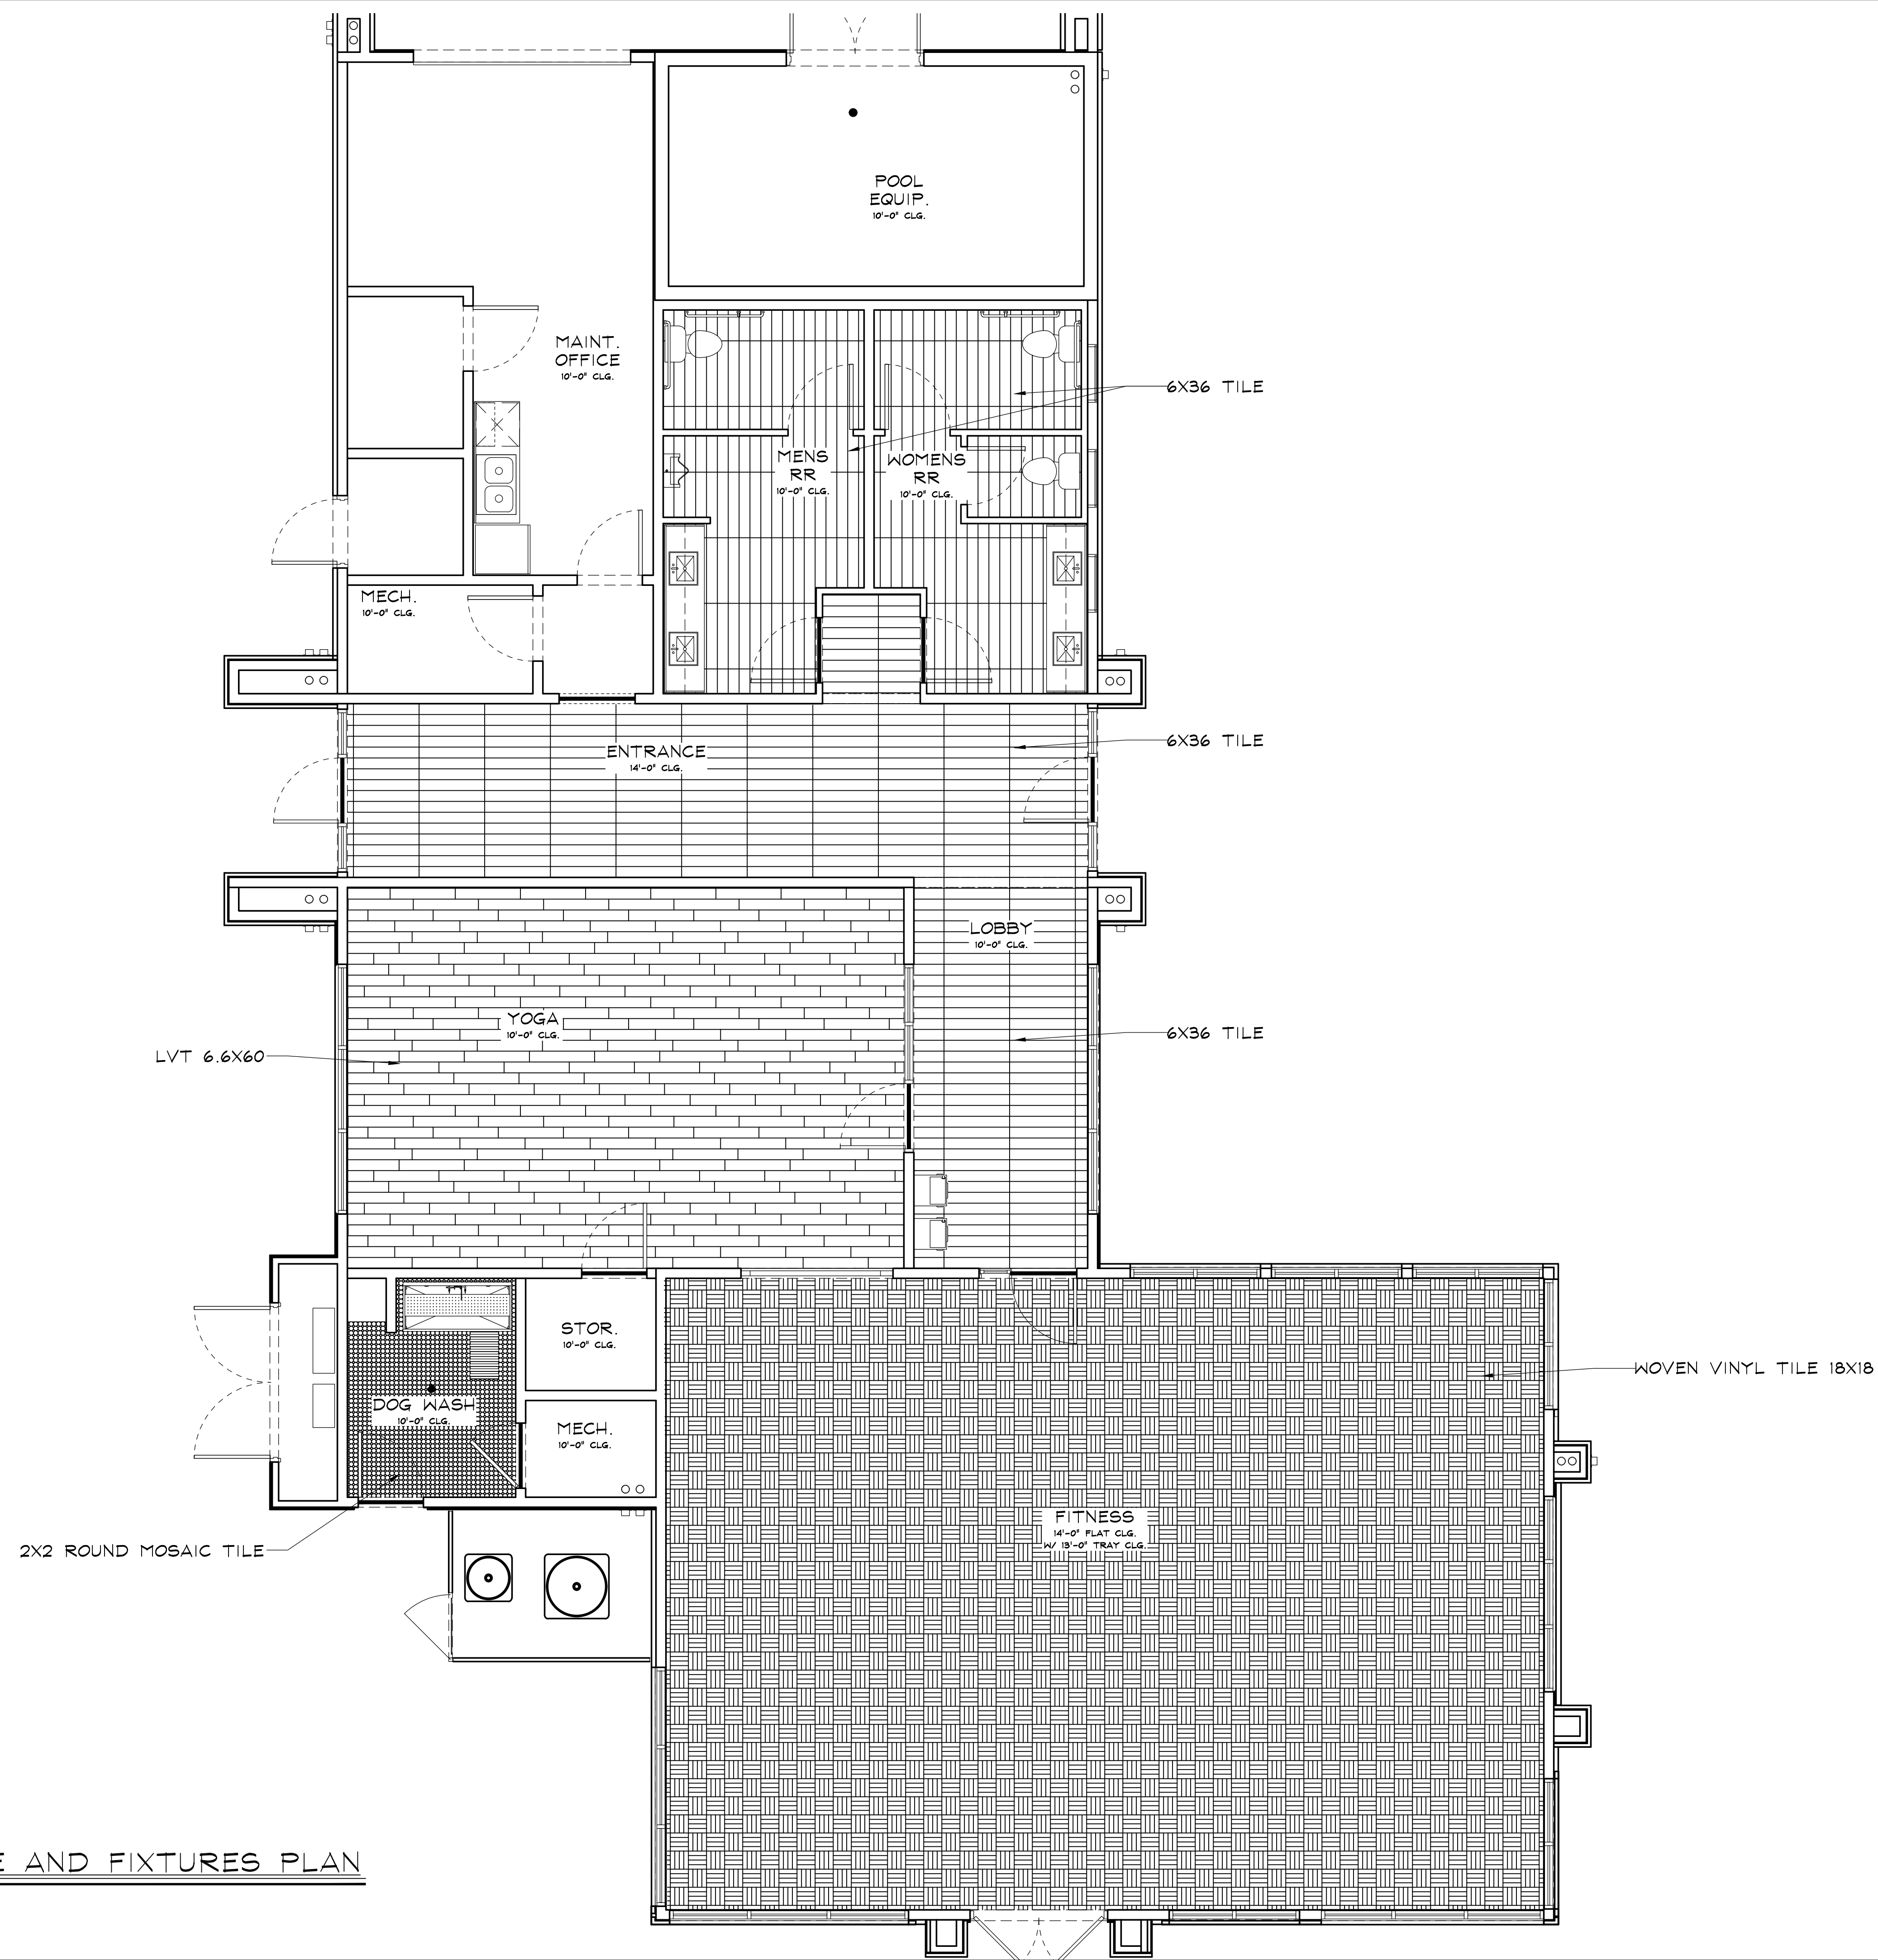 POOL
EQUIP.
10'-0" CLG.
MAINT.
OFFICE
10'-0" CLG.
6X36 TILE
MENS
RR
10'-0" CLG.
WOMENS
RR
10'-0" CLG.
MECH.
10'-0" CLG.
ENTRANCE
14'-0" CLG.
6X36 TILE
LOBBY
10'-0" CLG.
YOGA
10'-0" CLG.
6X36 TILE
LVT 6.6X60
STOR.
10'-0" CLG.
WOVEN VINYL TILE 18X18
DOG WASH
10'-0" CLG.
MECH.
10'-0" CLG.
FITNESS
14'-0" FLAT CLG.
W/ 13'-0" TRAY CLG.
2X2 ROUND MOSAIC TILE
E AND FIXTURES PLAN